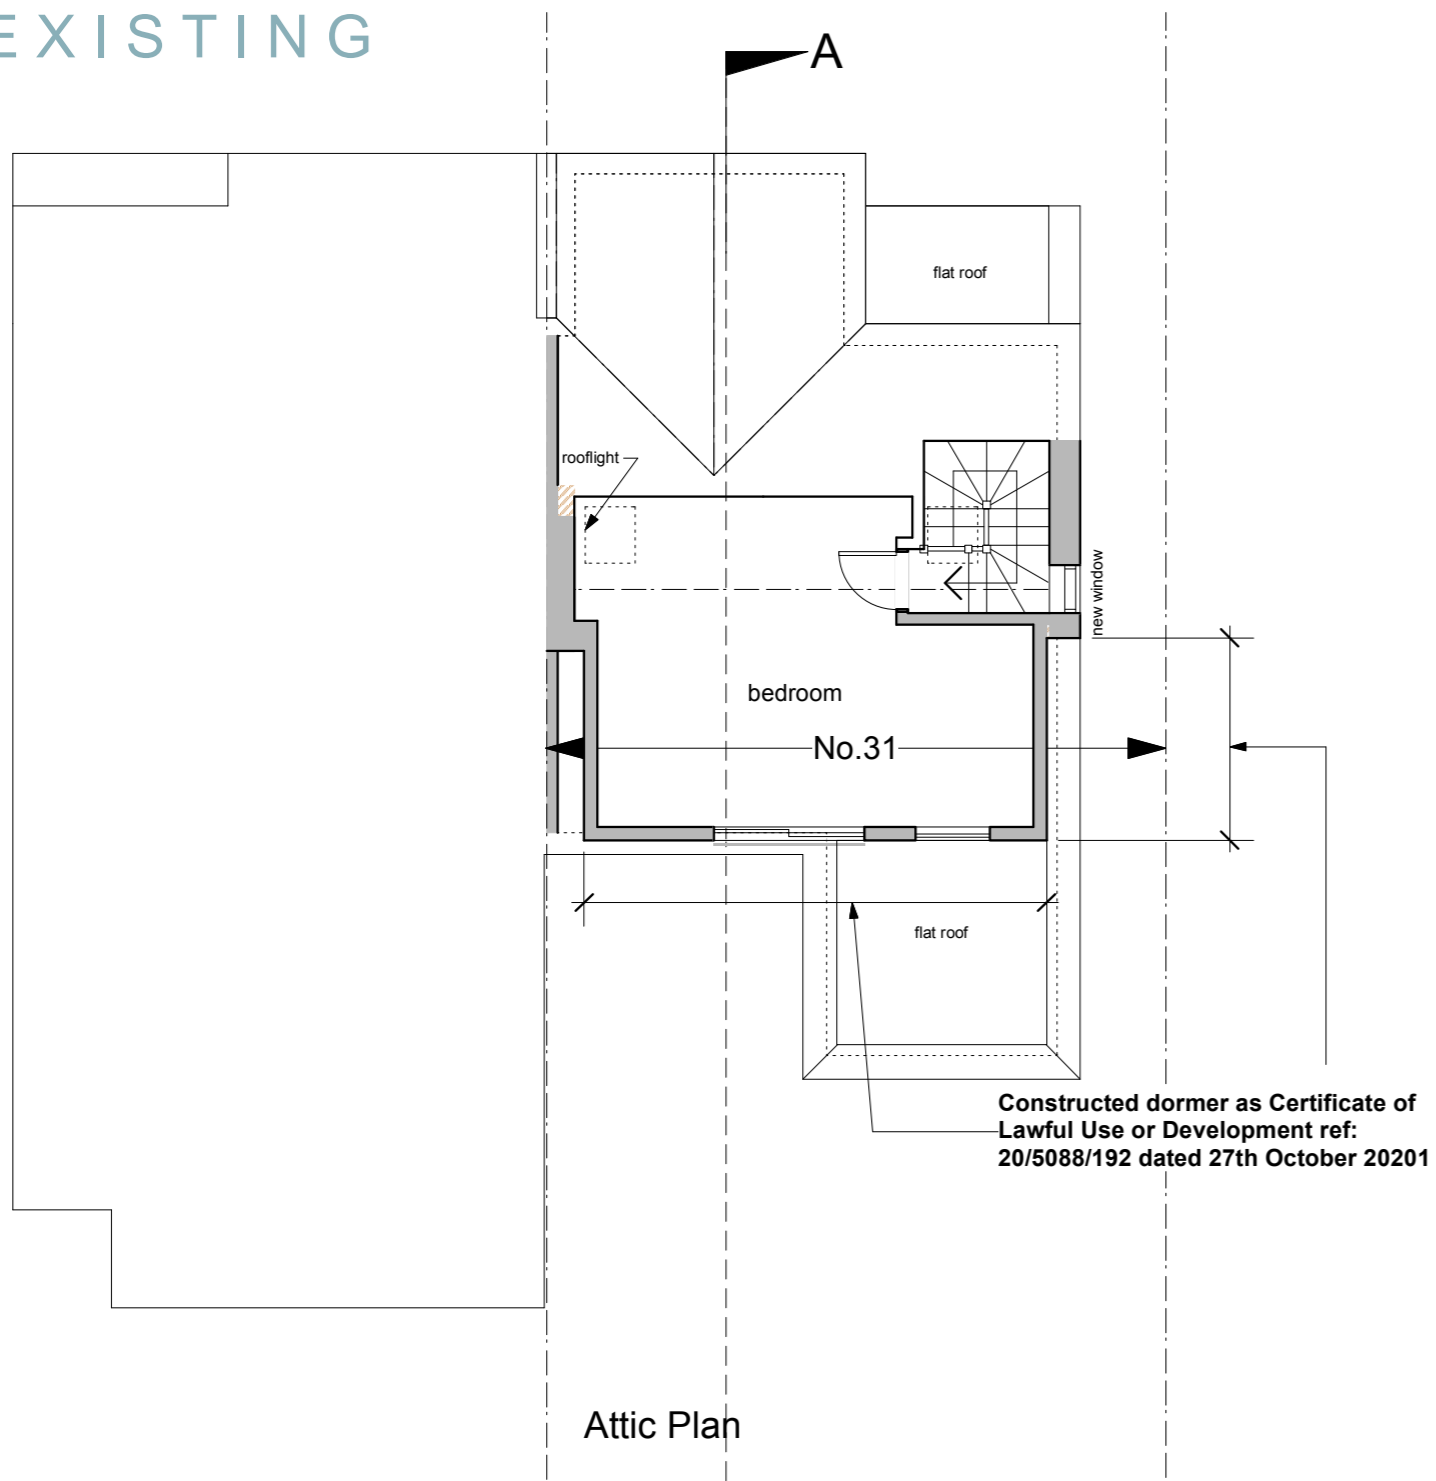 EXISTING
A
flat roof
rooflight
new window
bedroom
No.31
flat roof
Constructed dormer as Certificate of
Lawful Use or Development ref:
20/5088/192 dated 27th October 20201
Attic Plan